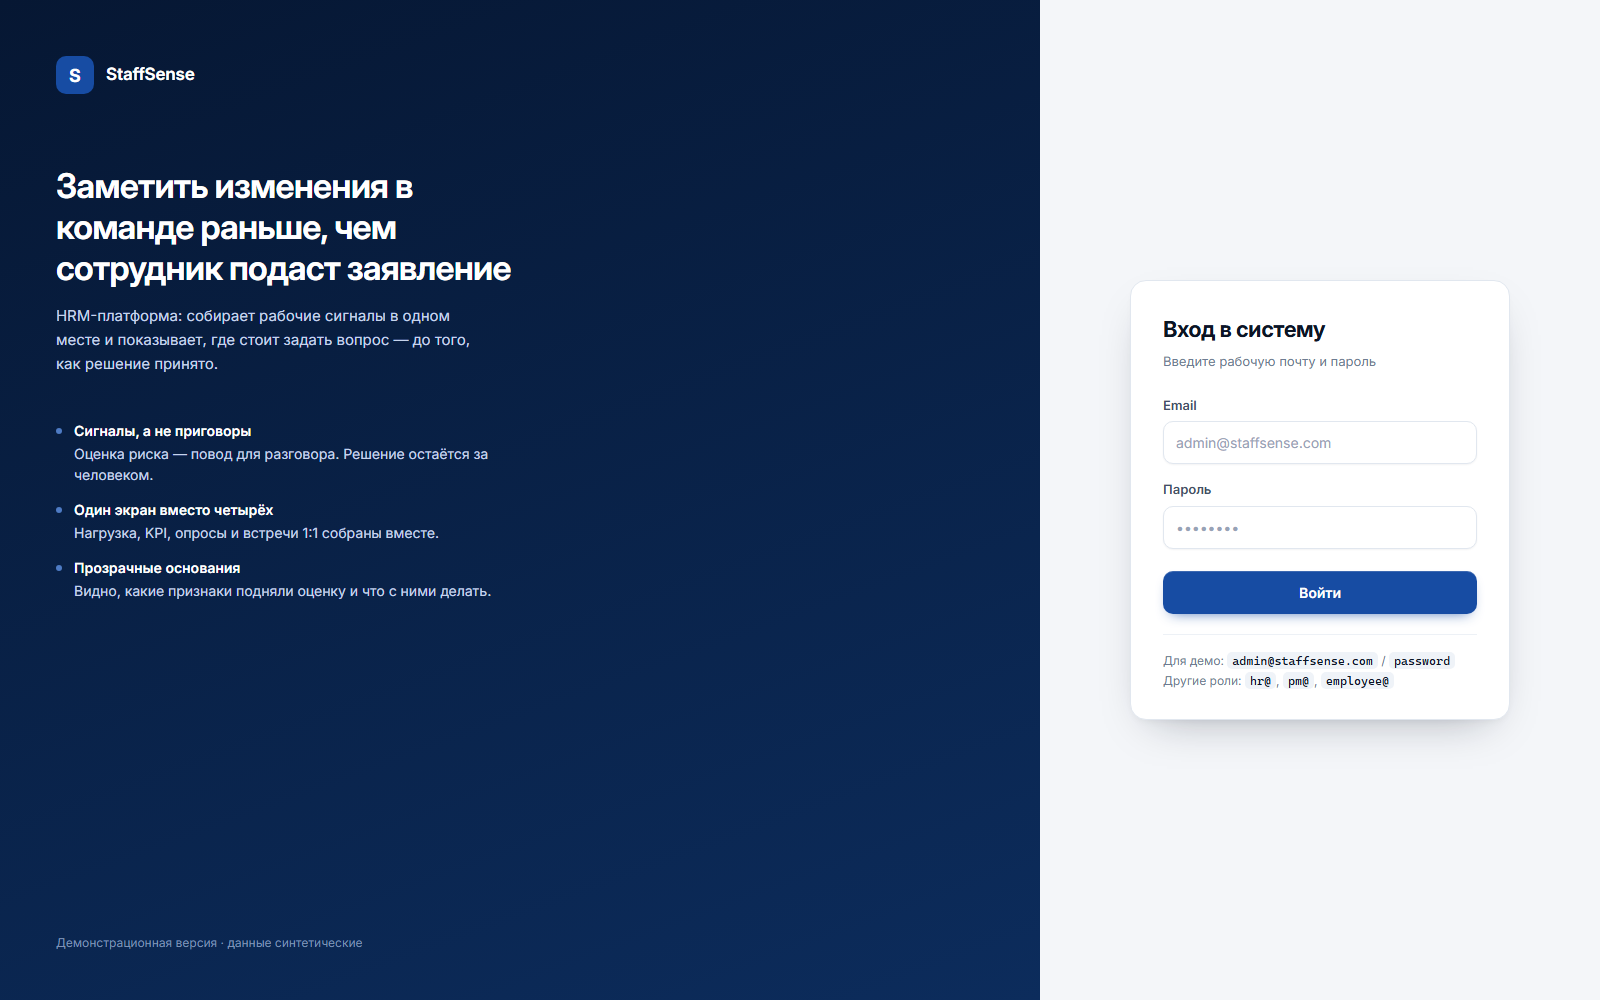 S
StaffSense
Заметить изменения в
команде раньше, чем
сотрудник подаст заявление
HRM-платформа: собирает рабочие сигналы в одном
месте и показывает, где стоит задать вопрос — до того,
как решение принято.
Сигналы, а не приговоры
Оценка риска — повод для разговора. Решение остаётся за
человеком.
Один экран вместо четырёх
Нагрузка, KPI, опросы и встречи 1:1 собраны вместе.
Прозрачные основания
Видно, какие признаки подняли оценку и что с ними делать.
Демонстрационная версия · данные синтетические
Вход в систему
Введите рабочую почту и пароль
Email
admin@staffsense.com
Пароль
••••••••
Войти
Для демо: admin@staffsense.com / password
Другие роли: hr@, pm@, employee@